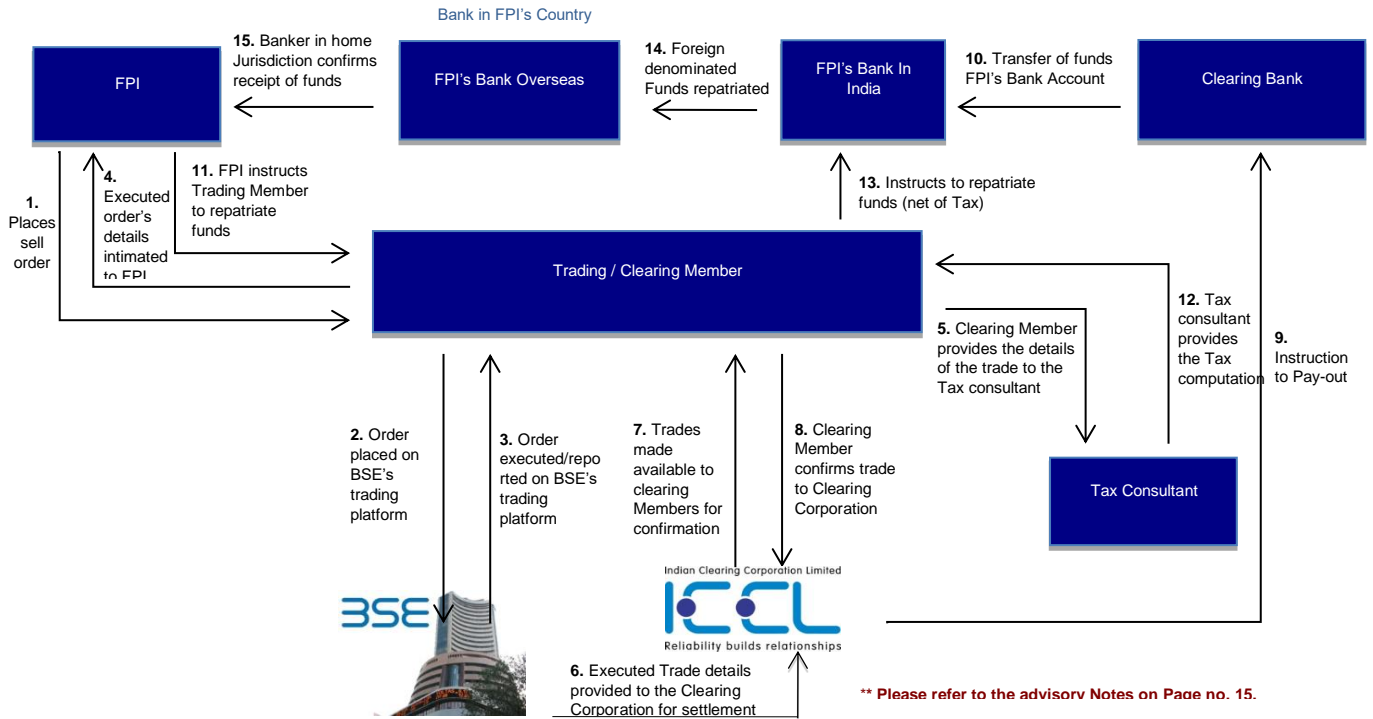 Bank in FPI's Country
15. Banker in home
Jurisdiction confirms
receipt of funds
14. Foreign
denominated
Funds repatriated
10. Transfer of funds
FPI's Bank Account
FPI
FPI's Bank Overseas
FPI's Bank In
India
Clearing Bank
1.
Places
sell
order
4.
Executed
order's
details
intimated
to FPI
11. FPI instructs
Trading Member
to repatriate
funds
13. Instructs to repatriate
funds (net of Tax)
Trading / Clearing Member
5. Clearing Member
provides the details
of the trade to the
Tax consultant
12. Tax
consultant
provides
the Tax
computation
9.
Instruction
to Pay-out
2. Order
placed on
BSE's
trading
platform
3. Order
executed/repo
rted on BSE's
trading
platform
7. Trades
made
available to
clearing
Members for
confirmation
8. Clearing
Member
confirms trade
to Clearing
Corporation
Tax Consultant
BSE
Indian Clearing Corporation Limited
ICCL
Reliability builds relationships
6. Executed Trade details
provided to the Clearing
Corporation for settlement
** Please refer to the advisory Notes on Page no. 15.